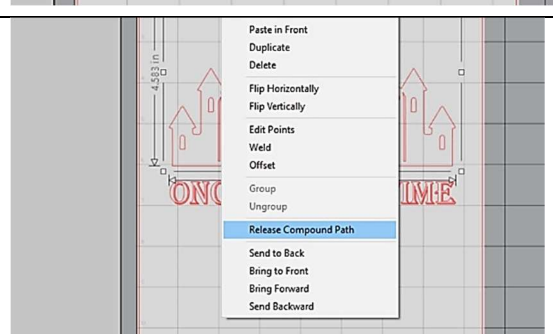 Paste in Front
Duplicate
Delete
Flip Horizontally
Flip Vertically
4.583 in
Edit Points
Weld
Offset
Group
Ungroup
ONC IME
Release Compound Path
Send to Back
Bring to Front
Bring Forward
Send Backward